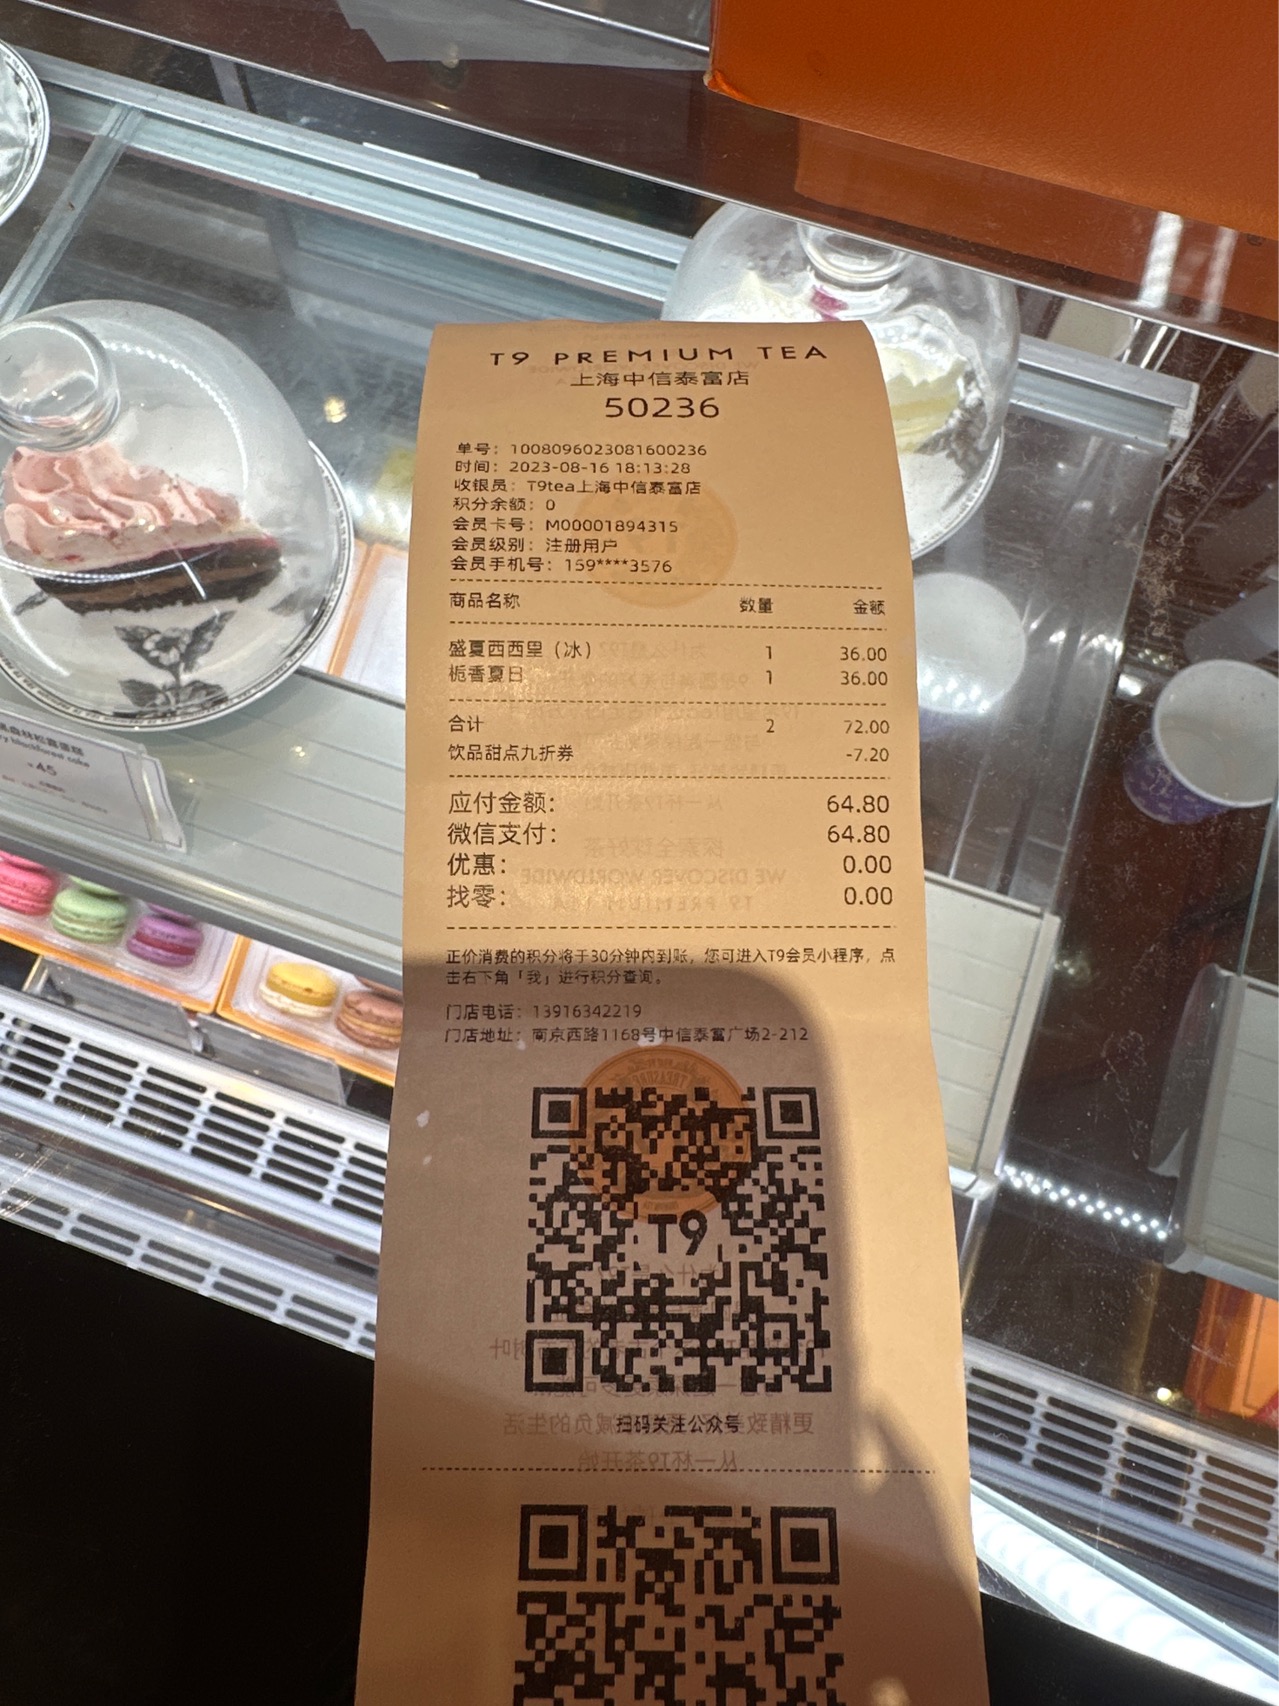 T9 PREMIUM TEA
上海中信泰富店
50236
单号：1008096023081600236
时间：2023-08-16 18:13:28
收银员：T9tea上海中信泰富店
积分余额：0
会员卡号：M00001894315
会员级别：注册用户
会员手机号：159****3576
商品名称 数量 金额
盛夏西西里（冰） 1 36.00
栀香夏日 1 36.00
合计 2 72.00
饮品甜点九折券 -7.20
应付金额： 64.80
微信支付： 64.80
优惠： 0.00
找零： 0.00
正价消费的积分将于30分钟内到账，您可进入T9会员小程序，点
击右下角「我」进行积分查询。
门店电话：13916342219
门店地址：南京西路1168号中信泰富广场2-212
T9
扫码关注公众号
45